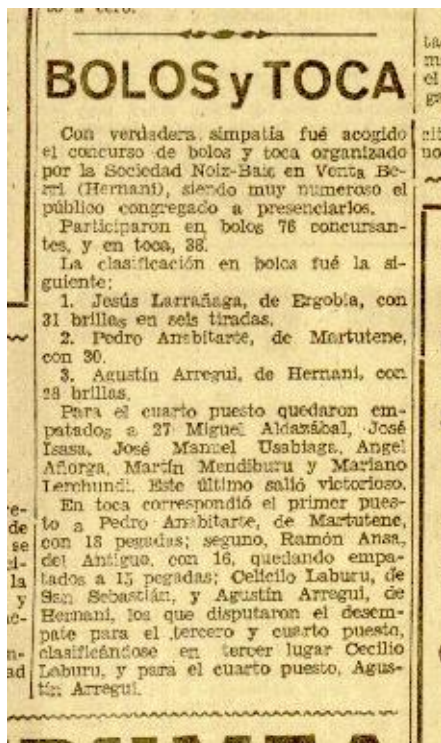 BOLOS y TOCA
Con verdadera simpatía fué acogido
el concurso de bolos y toca organizado
por la Sociedad Noiz-Baiz en Venta Be-
rri (Hernani), siendo muy numeroso el
público congregado a presenciarlos.
Participaron en bolos 76 concursan-
tes, y en toca, 38.
La clasificación en bolos fué la si-
guiente:
1. Jesús Larrañaga, de Ergobia, con
31 brillas en seis tiradas.
2. Pedro Anabitarte, de Martutene,
con 30.
3. Agustín Arregui, de Hernani, con
28 brillas.
Para el cuarto puesto quedaron em-
patados a 27 Miguel Aldazábal, José
Isasa, José Manuel Usabiaga, Angel
Añorga, Martín Mendiburu y Mariano
Lerchundi. Este último salió victorioso.
En toca correspondió el primer pues-
to a Pedro Anabitarte, de Martutene,
con 18 pegadas; seguno, Ramón Ansa,
del Antiguo, con 16, quedando empa-
tados a 15 pegadas; Celicilo Laburu, de
San Sebastián, y Agustín Arregui, de
Hernani, los que disputaron el desem-
pate para el tercero y cuarto puesto,
clasificándose en tercer lugar Cecilio
Laburu, y para el cuarto puesto, Agus-
tín Arregui.